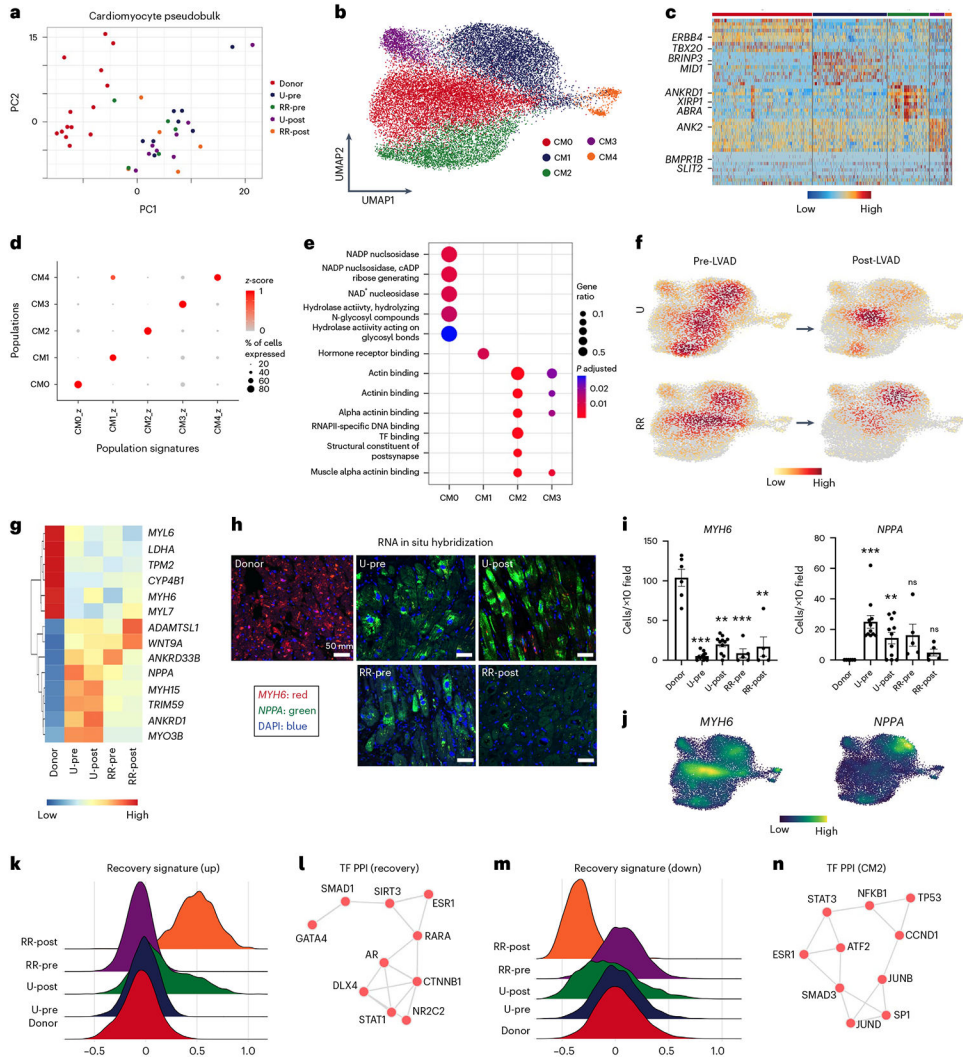 a
Cardiomyocyte pseudobulk
15
0
PC2
0
20
PC1
Donor
U-pre
RR-pre
U-post
RR-post
b
UMAP2
UMAP1
CM0
CM3
CM1
CM4
CM2
c
ERBB4
TBX20
BRINP3
MID1
ANKRD1
XIRP1
ABRA
ANK2
BMPR1B
SLIT2
Low
High
d
CM4
CM3
CM2
CM1
CM0
Populations
CM0_z
CM1_z
CM2_z
CM3_z
CM4_z
Population signatures
z-score
1
0
% of cells
expressed
20
40
60
80
e
NADP nuclsosidase
NADP nuclsosidase, cADP
ribose generating
NAD+ nucleosidase
Hydrolase actiivty, hydrolyzing
N-glycosyl compounds
Hydrolase activity acting on
glycosyl bonds
Hormone receptor binding
Actin binding
Actinin binding
Alpha actinin binding
RNAPII-specific DNA binding
TF binding
Structural constituent of
postsynapse
Muscle alpha actinin binding
CM0
CM1
CM2
CM3
Gene
ratio
0.1
0.5
P adjusted
0.02
0.01
f
Pre-LVAD
Post-LVAD
U
RR
Low
High
g
MYL6
LDHA
TPM2
CYP4B1
MYH6
MYL7
ADAMTSL1
WNT9A
ANKRD33B
NPPA
MYH15
TRIM59
ANKRD1
MYO3B
Donor
U-pre
U-post
RR-pre
RR-post
Low
High
h
RNA in situ hybridization
Donor
U-pre
U-post
50 mm
RR-pre
RR-post
MYH6: red
NPPA: green
DAPI: blue
i
MYH6
150
100
50
0
Cells/×10 field
***
**
***
**
Donor
U-pre
U-post
RR-pre
RR-post
NPPA
80
60
40
20
0
Cells/×10 field
***
**
ns
ns
Donor
U-pre
U-post
RR-pre
RR-post
j
MYH6
NPPA
Low
High
k
Recovery signature (up)
RR-post
RR-pre
U-post
U-pre
Donor
−0.5
0
0.5
1.0
l
TF PPI (recovery)
SMAD1
SIRT3
ESR1
GATA4
RARA
AR
CTNNB1
DLX4
NR2C2
STAT1
m
Recovery signature (down)
RR-post
RR-pre
U-post
U-pre
Donor
−0.5
0
0.5
1.0
n
TF PPI (CM2)
NFKB1
TP53
STAT3
CCND1
ATF2
ESR1
JUNB
SMAD3
SP1
JUND